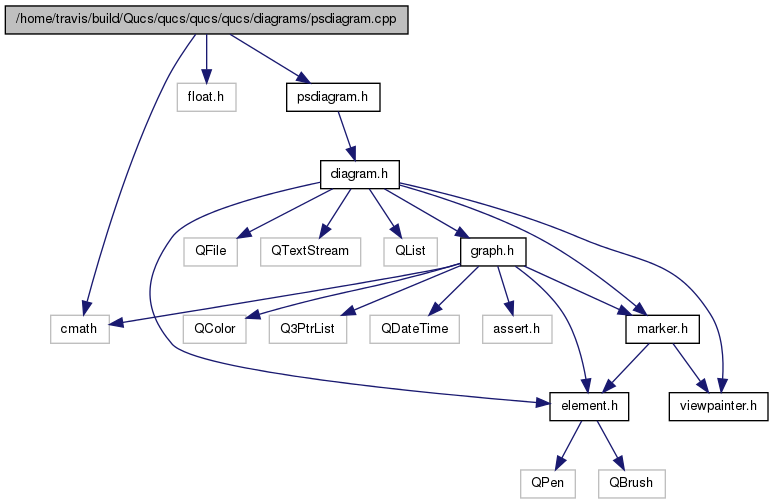 /home/travis/build/Qucs/qucs/qucs/qucs/diagrams/psdiagram.cpp
float.h
psdiagram.h
diagram.h
QFile
QTextStream
QList
graph.h
cmath
QColor
Q3PtrList
QDateTime
assert.h
marker.h
element.h
viewpainter.h
QPen
QBrush